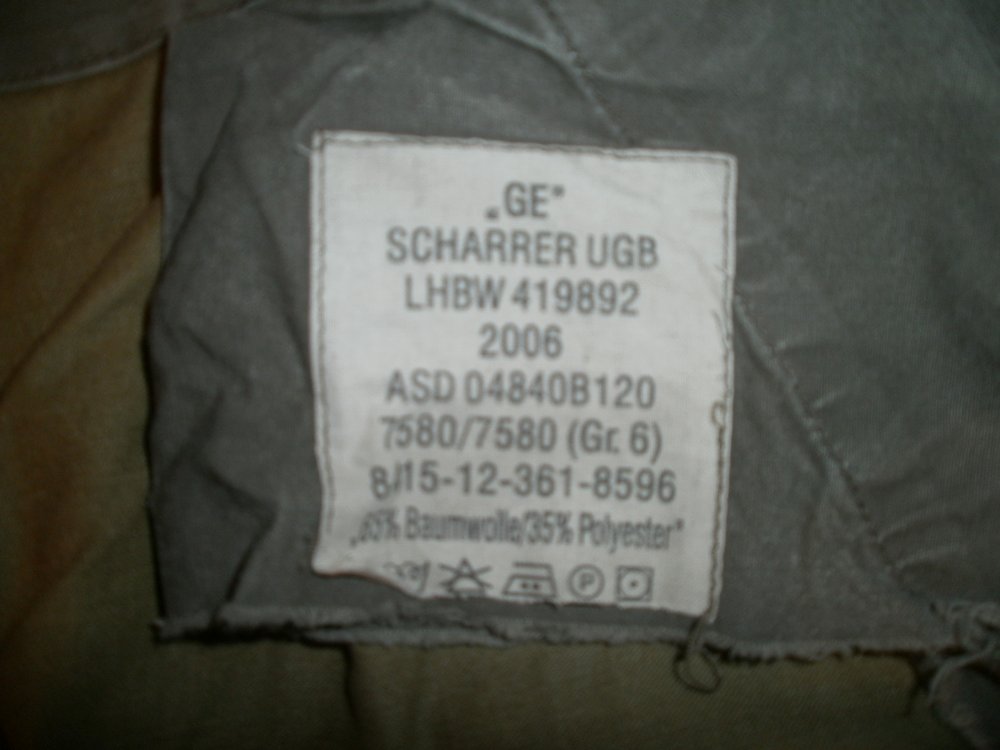 „GE"
SCHARRER UGB
LHBW 419892
2006
ASD 04840B120
7580/7580 (Gr. 6)
8415-12-361-8596
„65% Baumwolle/35% Polyester"
P